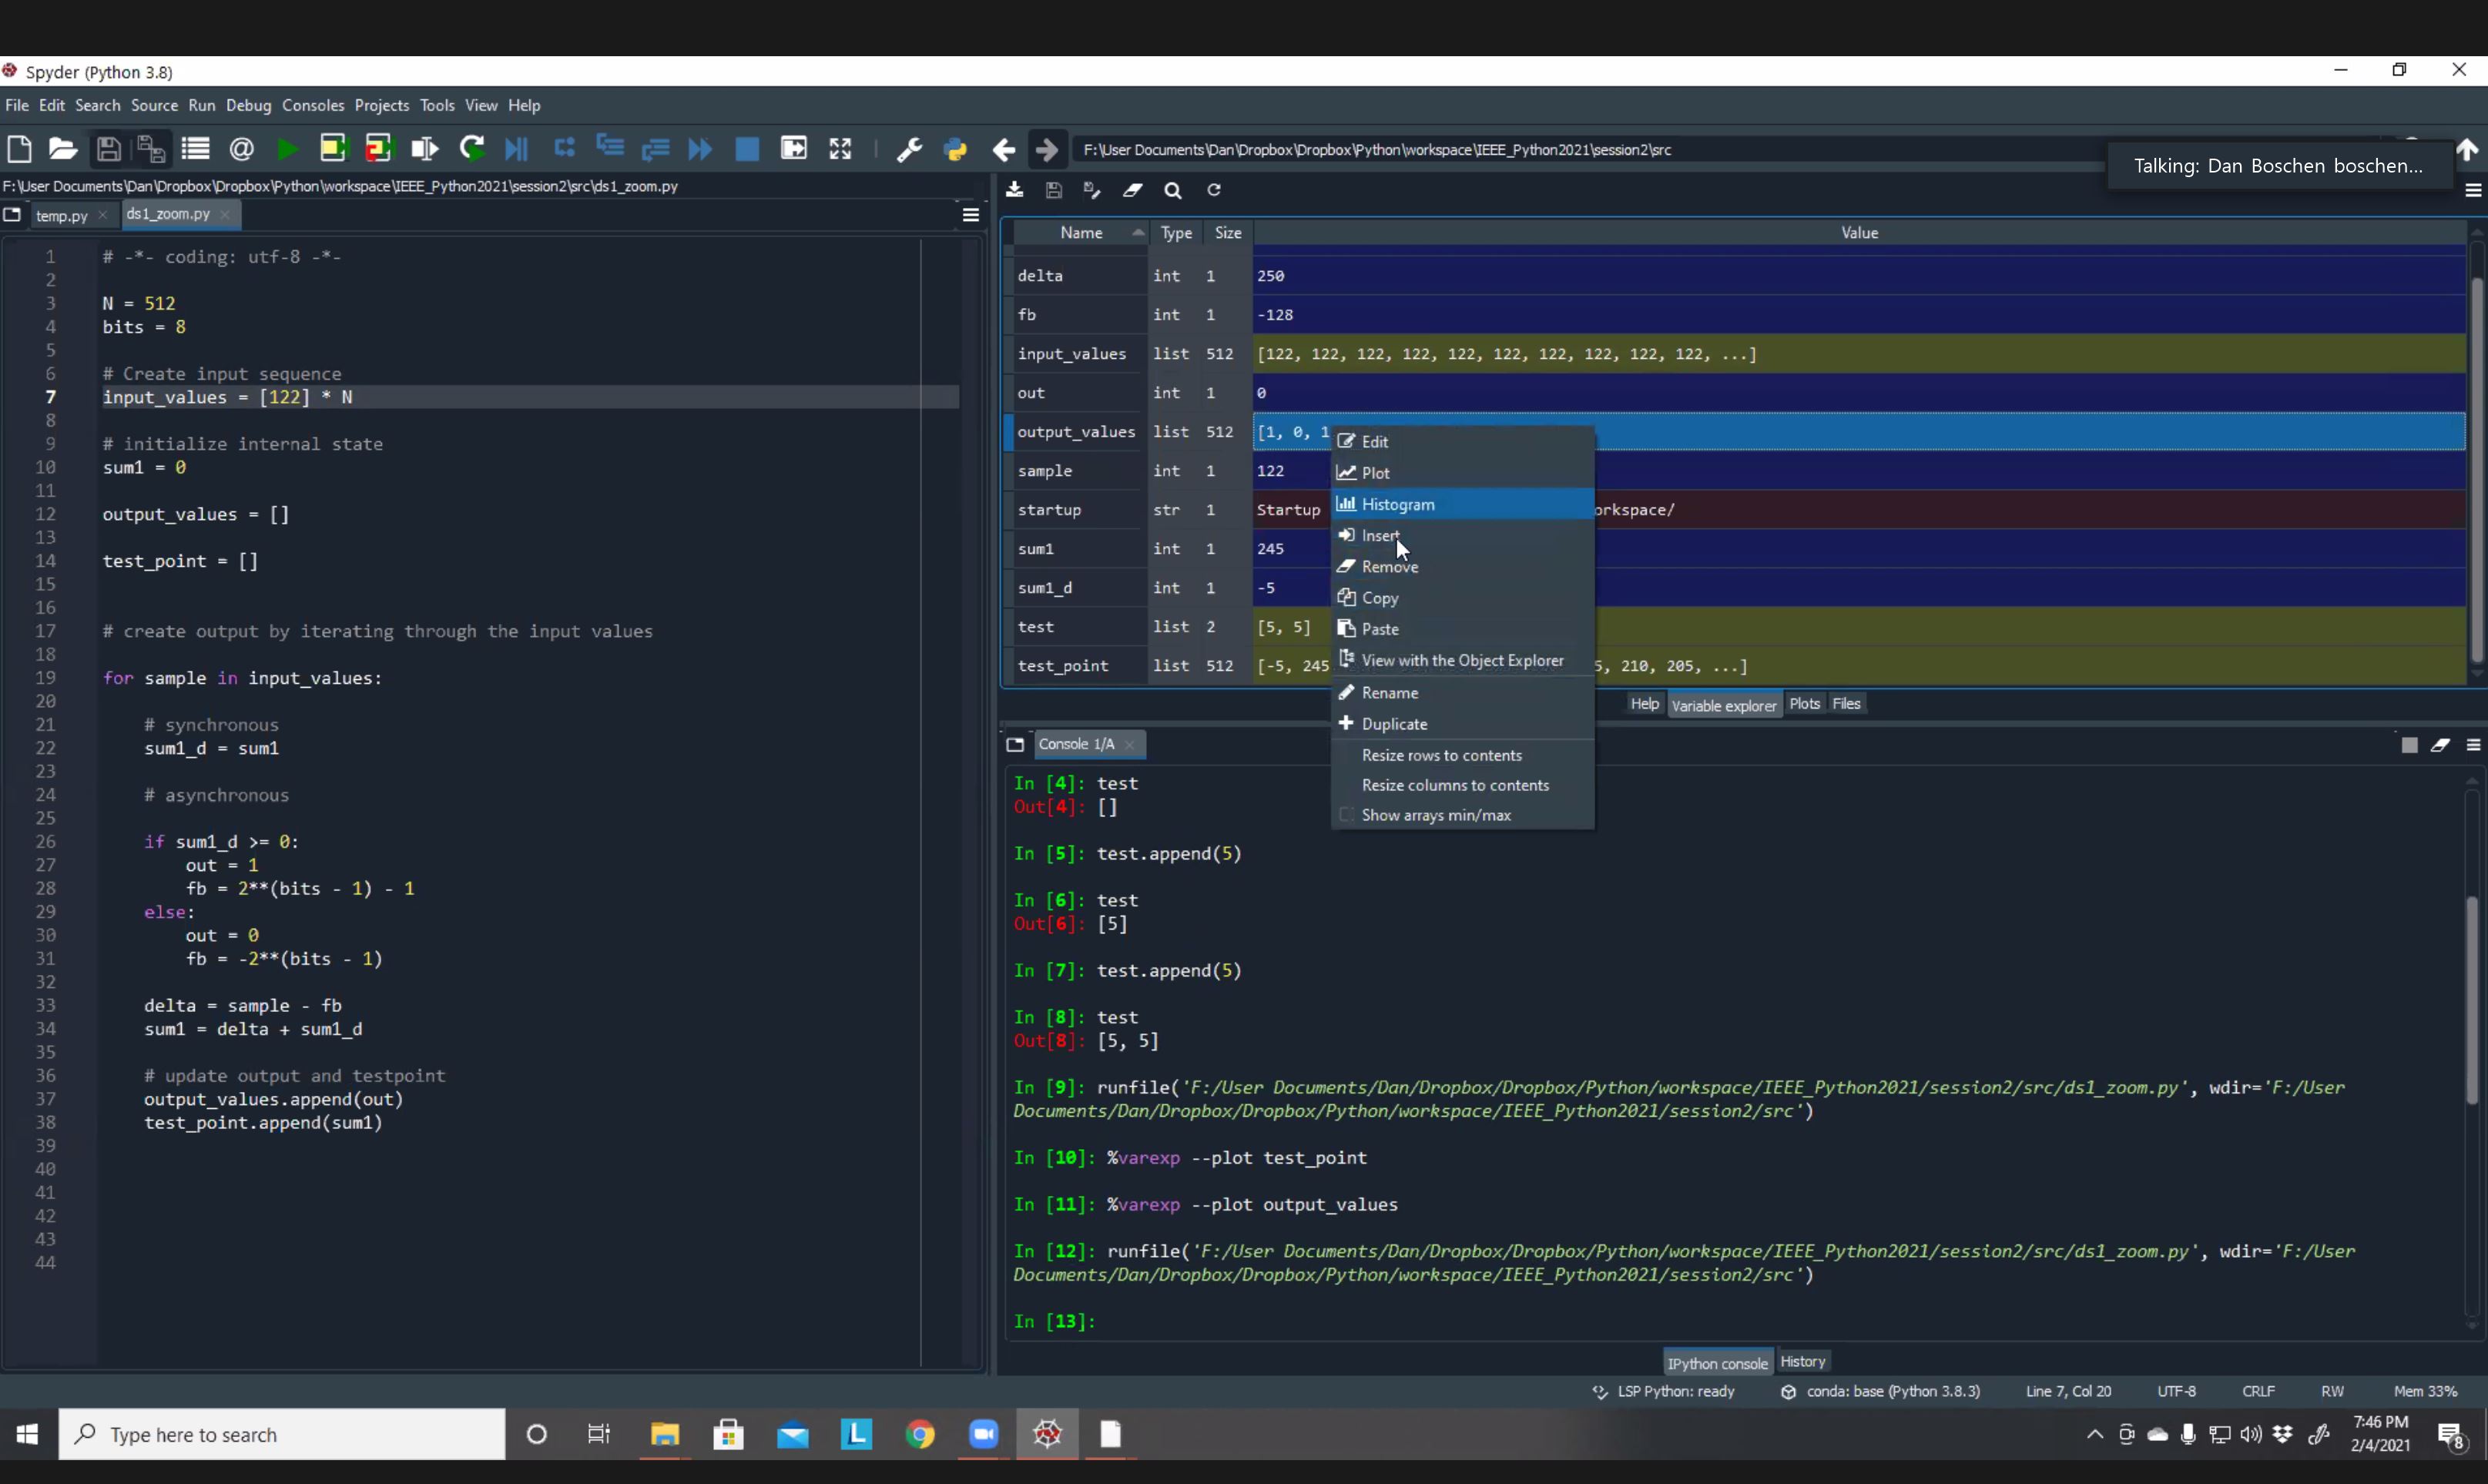 Spyder (Python 3.8)
File Edit Search Source Run Debug Consoles Projects Tools View Help
F:\User Documents\Dan\Dropbox\Dropbox\Python\workspace\IEEE_Python2021\session2\src
Talking: Dan Boschen boschen...
F:\User Documents\Dan\Dropbox\Dropbox\Python\workspace\IEEE_Python2021\session2\src\ds1_zoom.py
temp.py ds1_zoom.py
1 # -*- coding: utf-8 -*-
2
3 N = 512
4 bits = 8
5
6 # Create input sequence
7 input_values = [122] * N
8
9 # initialize internal state
10 sum1 = 0
11
12 output_values = []
13
14 test_point = []
15
16
17 # create output by iterating through the input values
18
19 for sample in input_values:
20
21 # synchronous
22 sum1_d = sum1
23
24 # asynchronous
25
26 if sum1_d >= 0:
27 out = 1
28 fb = 2**(bits - 1) - 1
29 else:
30 out = 0
31 fb = -2**(bits - 1)
32
33 delta = sample - fb
34 sum1 = delta + sum1_d
35
36 # update output and testpoint
37 output_values.append(out)
38 test_point.append(sum1)
39
40
41
42
43
44
Name Type Size Value
delta int 1 250
fb int 1 -128
input_values list 512 [122, 122, 122, 122, 122, 122, 122, 122, 122, 122, ...]
out int 1 0
output_values list 512 [1, 0, 1
sample int 1 122
startup str 1 Startup orkspace/
sum1 int 1 245
sum1_d int 1 -5
test list 2 [5, 5]
test_point list 512 [-5, 245 5, 210, 205, ...]
Edit
Plot
Histogram
Insert
Remove
Copy
Paste
View with the Object Explorer
Rename
Duplicate
Resize rows to contents
Resize columns to contents
Show arrays min/max
Help Variable explorer Plots Files
Console 1/A
In [4]: test
Out[4]: []
In [5]: test.append(5)
In [6]: test
Out[6]: [5]
In [7]: test.append(5)
In [8]: test
Out[8]: [5, 5]
In [9]: runfile('F:/User Documents/Dan/Dropbox/Dropbox/Python/workspace/IEEE_Python2021/session2/src/ds1_zoom.py', wdir='F:/User
Documents/Dan/Dropbox/Dropbox/Python/workspace/IEEE_Python2021/session2/src')
In [10]: %varexp --plot test_point
In [11]: %varexp --plot output_values
In [12]: runfile('F:/User Documents/Dan/Dropbox/Dropbox/Python/workspace/IEEE_Python2021/session2/src/ds1_zoom.py', wdir='F:/User
Documents/Dan/Dropbox/Dropbox/Python/workspace/IEEE_Python2021/session2/src')
In [13]:
IPython console History
LSP Python: ready conda: base (Python 3.8.3) Line 7, Col 20 UTF-8 CRLF RW Mem 33%
Type here to search
L
7:46 PM
2/4/2021
8